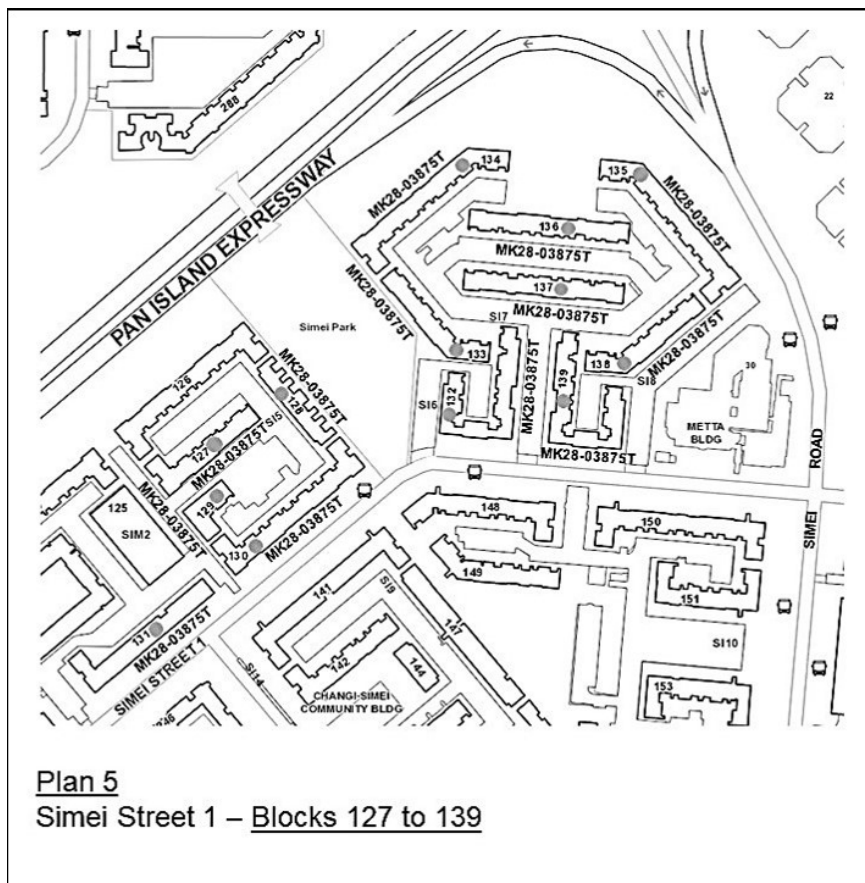 288
22
134
135
MK28-03875T
MK28-03875T
136
MK28-03875T
137
MK28-03875T
PAN ISLAND EXPRESSWAY
MK28-03875T
SI7
Simei Park
133
138
MK28-03875T
SI8
MK28-03875T
139
132
SI6
30
METTA
BLDG
MK28-03875T
126
128
MK28-03875T
127
MK28-03875T
SI5
129
130
MK28-03875T
MK28-03875T
125
SIM2
131
MK28-03875T
SIMEI STREET 1
148
149
150
151
SIMEI ROAD
SI10
153
141
SI9
147
142
144
SI14
CHANGI-SIMEI
COMMUNITY BLDG
Plan 5
Simei Street 1 – Blocks 127 to 139